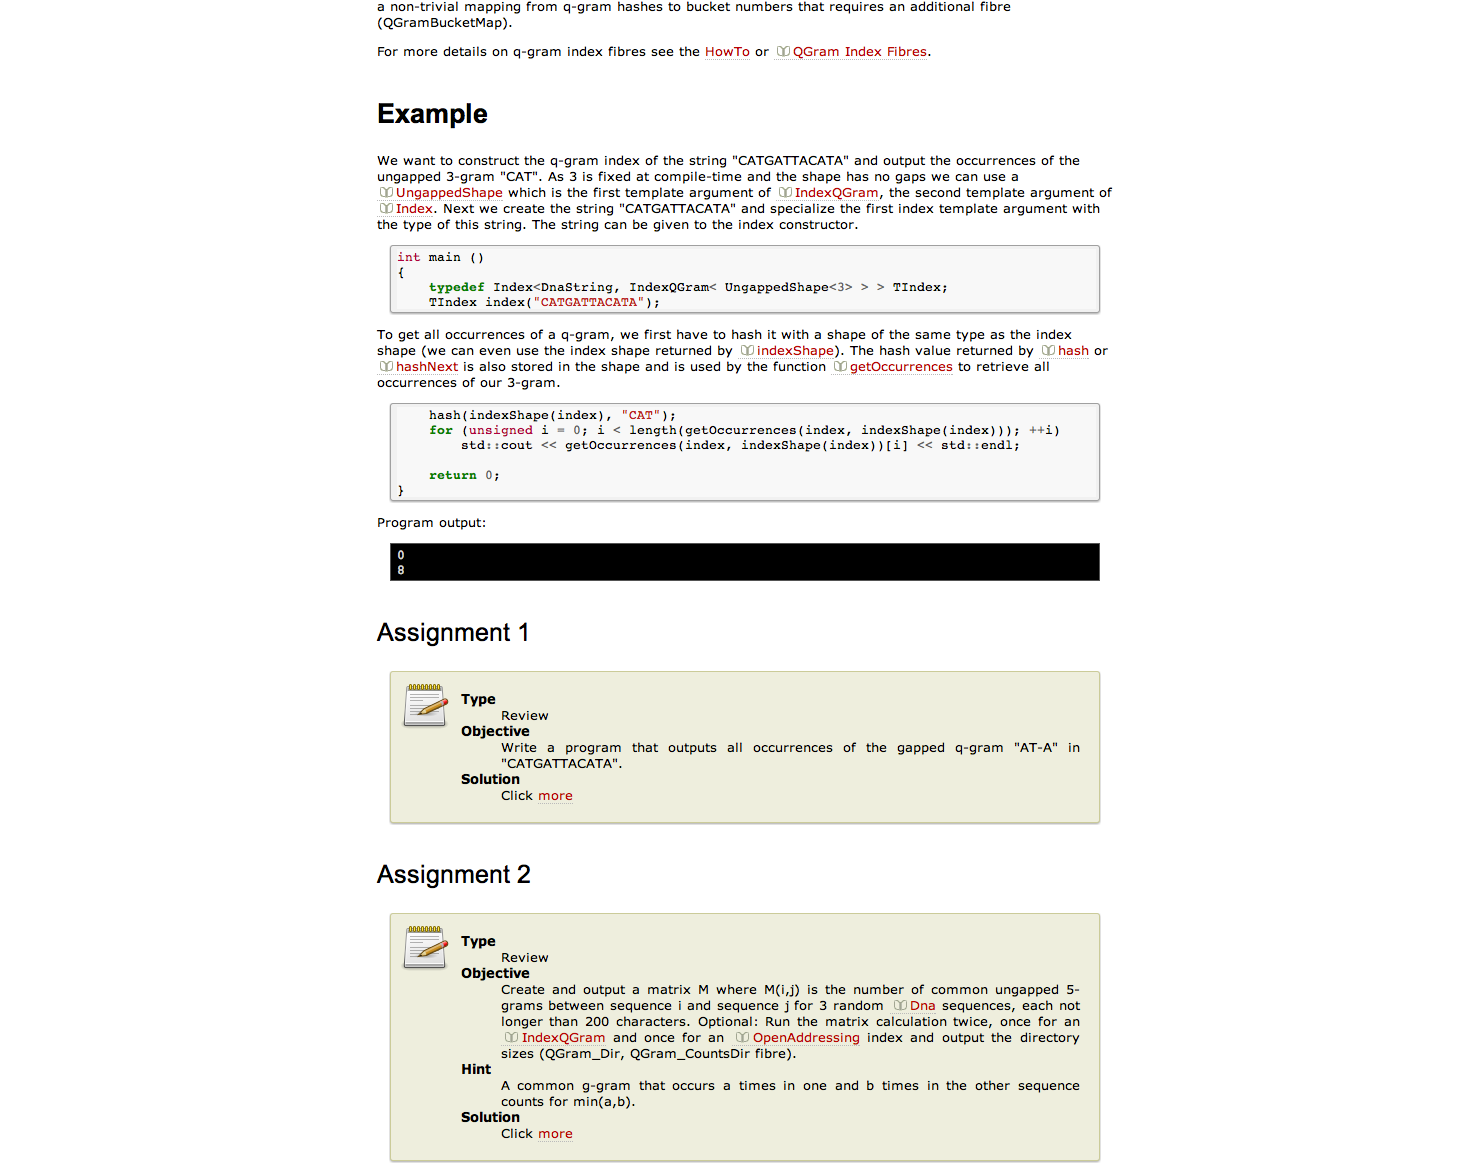 a non-trivial mapping from q-gram hashes to bucket numbers that requires an additional fibre
(QGramBucketMap).
For more details on q-gram index fibres see the HowTo or QGram Index Fibres.
Example
We want to construct the q-gram index of the string "CATGATTACATA" and output the occurrences of the
ungapped 3-gram "CAT". As 3 is fixed at compile-time and the shape has no gaps we can use a
UngappedShape which is the first template argument of IndexQGram, the second template argument of
Index. Next we create the string "CATGATTACATA" and specialize the first index template argument with
the type of this string. The string can be given to the index constructor.
int main ()
{
    typedef Index<DnaString, IndexQGram< UngappedShape<3> > > TIndex;
    TIndex index("CATGATTACATA");
To get all occurrences of a q-gram, we first have to hash it with a shape of the same type as the index
shape (we can even use the index shape returned by indexShape). The hash value returned by hash or
hashNext is also stored in the shape and is used by the function getOccurrences to retrieve all
occurrences of our 3-gram.
    hash(indexShape(index), "CAT");
    for (unsigned i = 0; i < length(getOccurrences(index, indexShape(index))); ++i)
        std::cout << getOccurrences(index, indexShape(index))[i] << std::endl;
    return 0;
}
Program output:
0
8
Assignment 1
Type
Review
Objective
Write a program that outputs all occurrences of the gapped q-gram "AT-A" in
"CATGATTACATA".
Solution
Click more
Assignment 2
Type
Review
Objective
Create and output a matrix M where M(i,j) is the number of common ungapped 5-
grams between sequence i and sequence j for 3 random Dna sequences, each not
longer than 200 characters. Optional: Run the matrix calculation twice, once for an
IndexQGram and once for an OpenAddressing index and output the directory
sizes (QGram_Dir, QGram_CountsDir fibre).
Hint
A common g-gram that occurs a times in one and b times in the other sequence
counts for min(a,b).
Solution
Click more